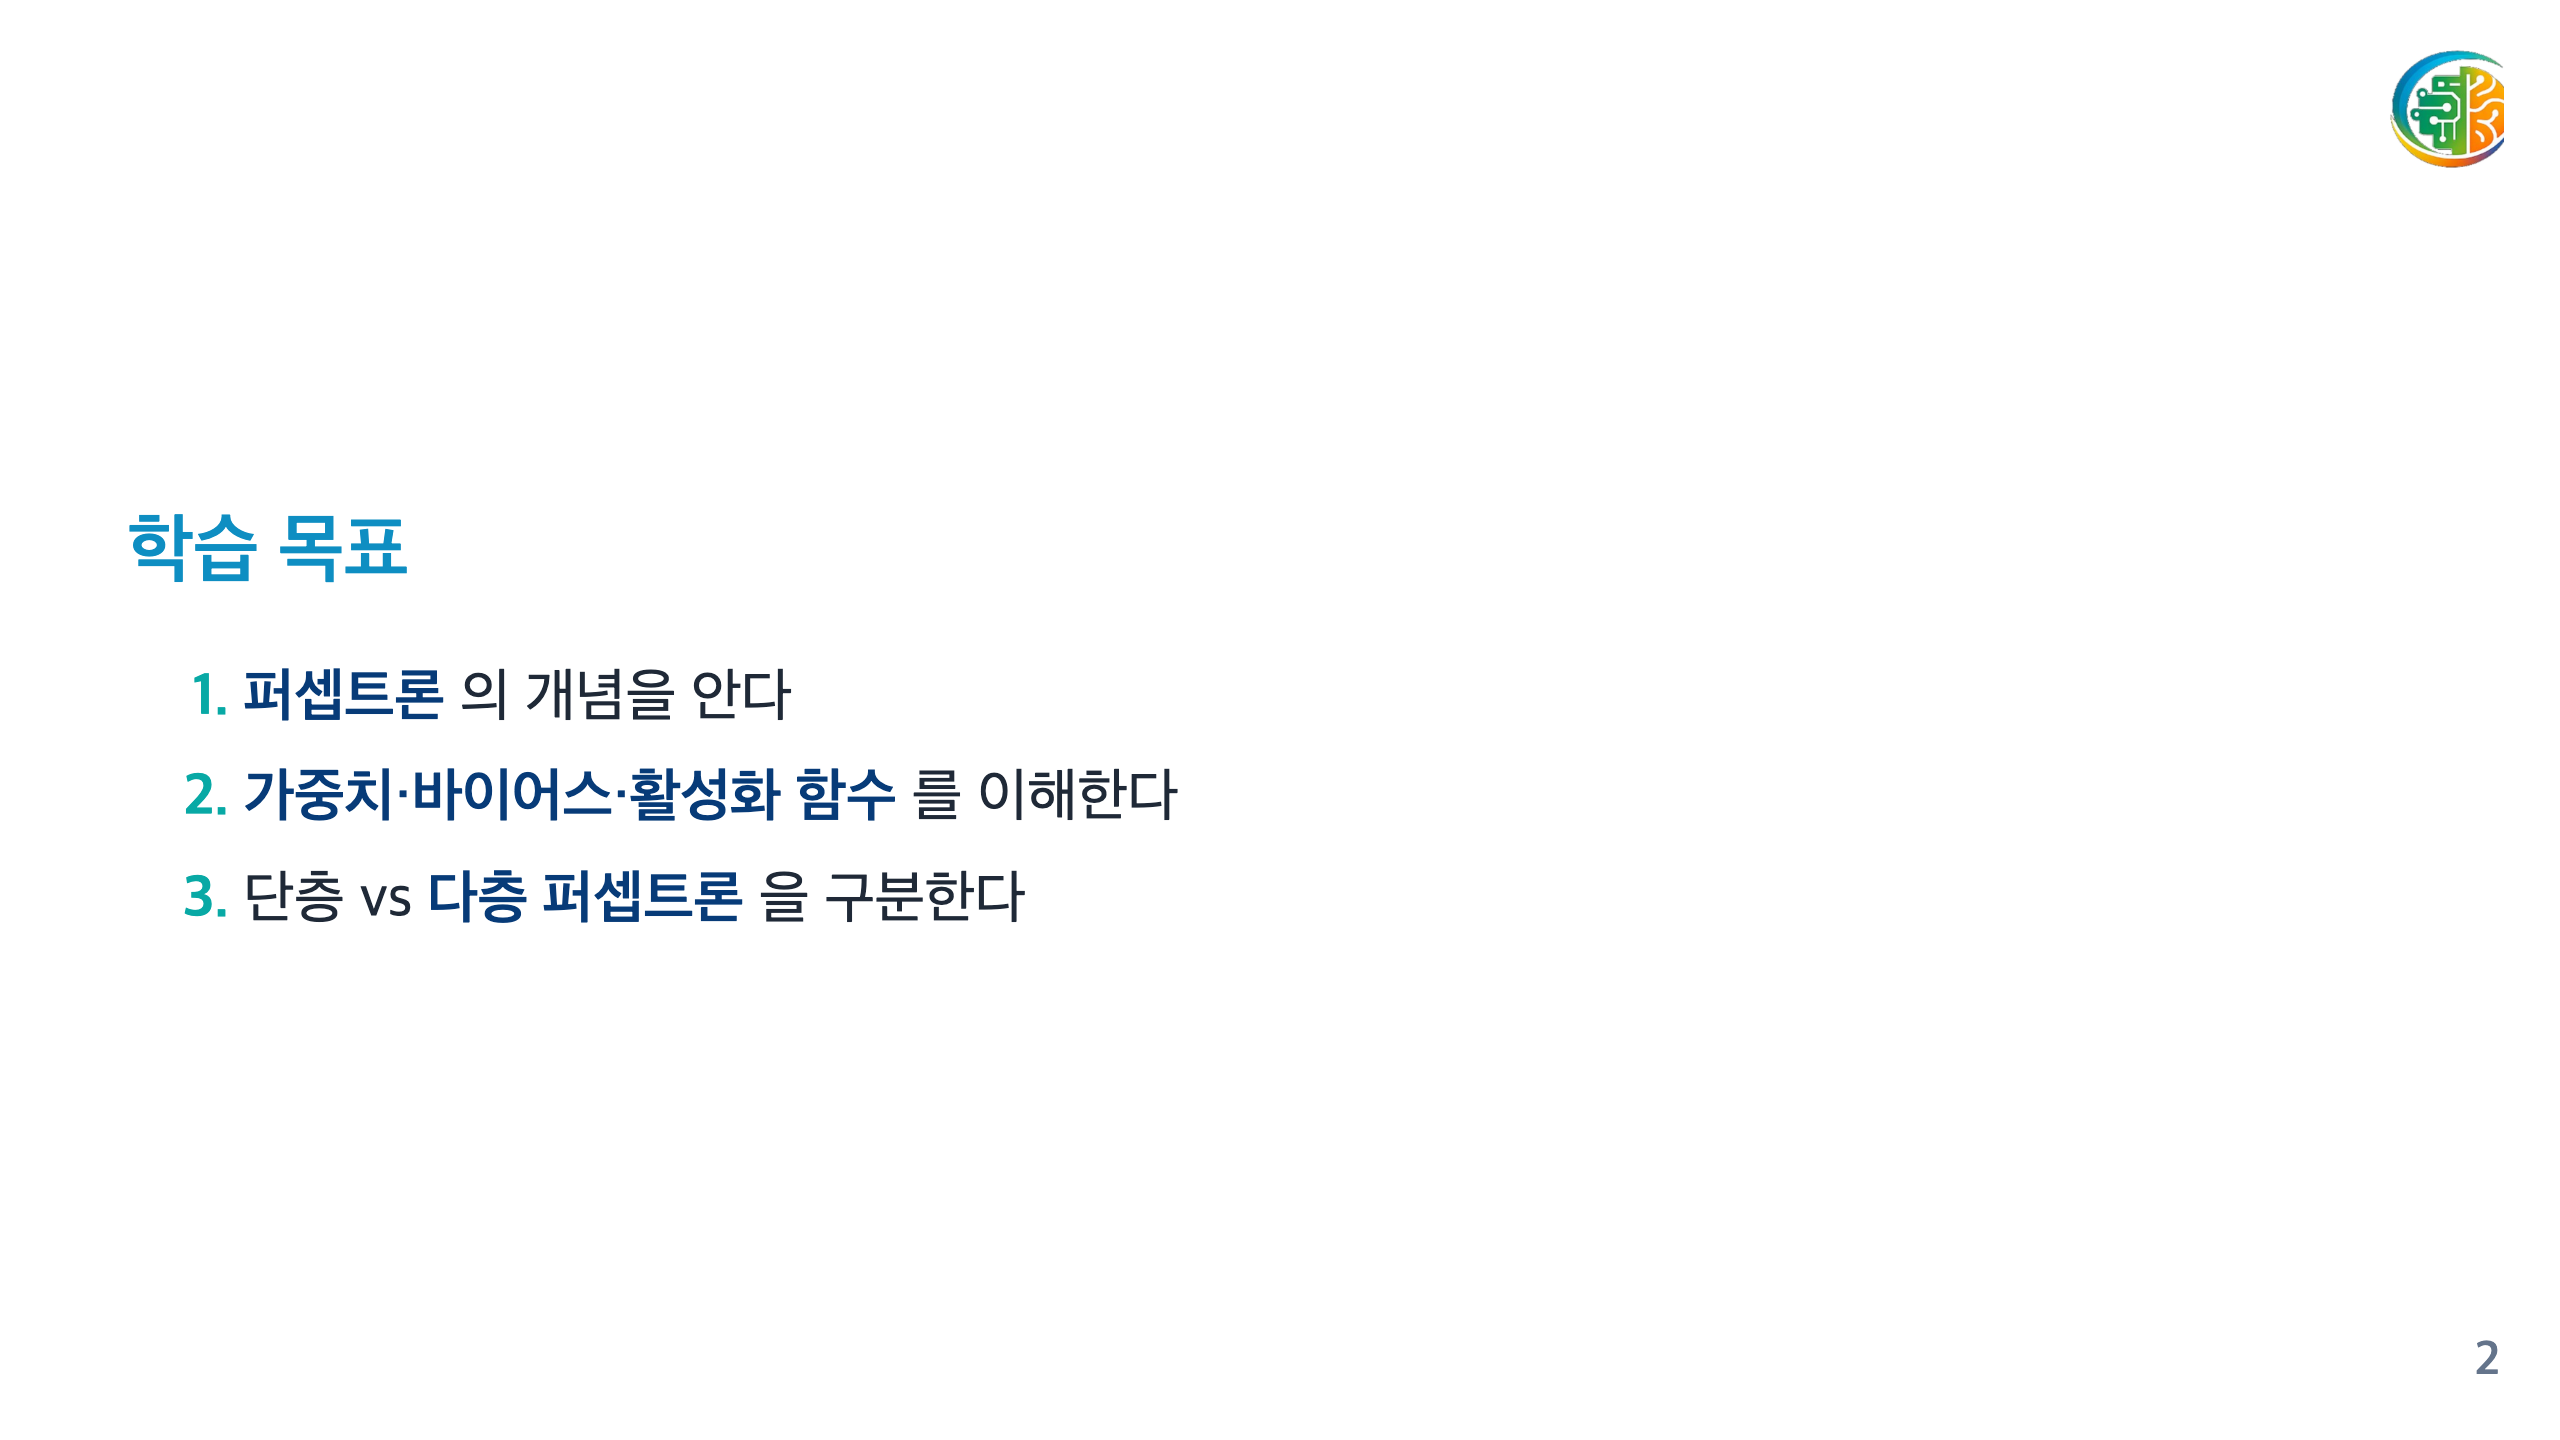 학습 목표
1. 퍼셉트론 의 개념을 안다
2. 가중치·바이어스·활성화 함수 를 이해한다
3. 단층 vs 다층 퍼셉트론 을 구분한다
2